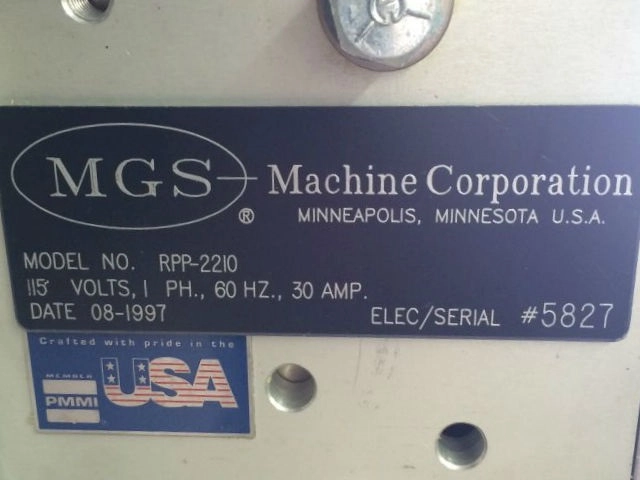 MGS Machine Corporation
® MINNEAPOLIS, MINNESOTA U.S.A.
MODEL NO. RPP-2210
115 VOLTS, 1 PH., 60 HZ., 30 AMP.
DATE 08-1997 ELEC/SERIAL #5827
Crafted with pride in the
USA
MEMBER
PMMI